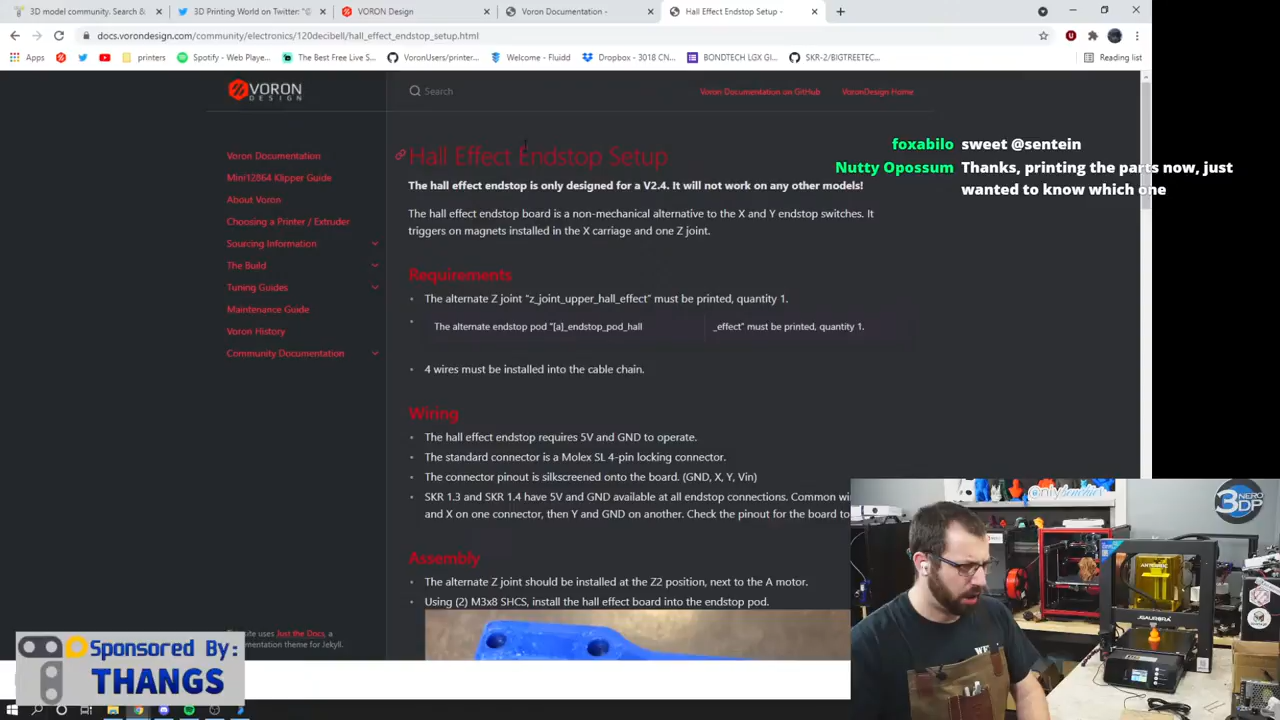 3D model community. Search &
3D Printing World on Twitter: "@
VORON Design
Voron Documentation -
Hall Effect Endstop Setup -
docs.vorondesign.com/community/electronics/120decibell/hall_effect_endstop_setup.html
Apps
printers
Spotify - Web Playe...
The Best Free Live S...
VoronUsers/printer...
Welcome - Fluidd
Dropbox - 3018 CN...
BONDTECH LGX GI...
SKR-2/BIGTREETEC...
Reading list
VORON
DESIGN
Search
Voron Documentation on GitHub
VoronDesign Home
Voron Documentation
Mini12864 Klipper Guide
About Voron
Choosing a Printer / Extruder
Sourcing Information
The Build
Tuning Guides
Maintenance Guide
Voron History
Community Documentation
Hall Effect Endstop Setup
The hall effect endstop is only designed for a V2.4. It will not work on any other models!
The hall effect endstop board is a non-mechanical alternative to the X and Y endstop switches. It
triggers on magnets installed in the X carriage and one Z joint.
Requirements
The alternate Z joint "z_joint_upper_hall_effect" must be printed, quantity 1.
The alternate endstop pod "[a]_endstop_pod_hall
_effect" must be printed, quantity 1.
4 wires must be installed into the cable chain.
Wiring
The hall effect endstop requires 5V and GND to operate.
The standard connector is a Molex SL 4-pin locking connector.
The connector pinout is silkscreened onto the board. (GND, X, Y, Vin)
SKR 1.3 and SKR 1.4 have 5V and GND available at all endstop connections. Common wi
and X on one connector, then Y and GND on another. Check the pinout for the board to
Assembly
The alternate Z joint should be installed at the Z2 position, next to the A motor.
Using (2) M3x8 SHCS, install the hall effect board into the endstop pod.
site uses Just the Docs, a
documentation theme for Jekyll.
foxabilo sweet @sentein
Nutty Opossum Thanks, printing the parts now, just
wanted to know which one
Sponsored By:
THANGS
3 NERO
3DP